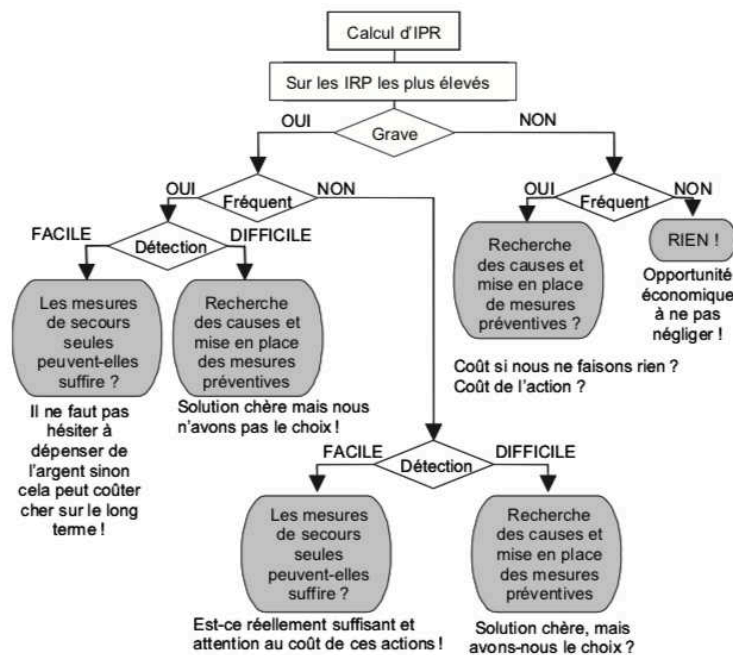 Calcul d'IPR
Sur les IRP les plus élevés
OUI
NON
Grave
OUI
NON
Fréquent
OUI
NON
Fréquent
FACILE
DIFFICILE
Détection
Les mesures
de secours
seules
peuvent-elles
suffire ?
Il ne faut pas
hésiter à
dépenser de
l'argent sinon
cela peut coûter
cher sur le long
terme !
Recherche
des causes et
mise en place
des mesures
préventives
Solution chère mais nous
n'avons pas le choix !
Recherche
des causes et
mise en place
de mesures
préventives ?
Coût si nous ne faisons rien ?
Coût de l'action ?
RIEN !
Opportunité
économique
à ne pas
négliger !
FACILE
DIFFICILE
Détection
Les mesures
de secours
seules
peuvent-elles
suffire ?
Est-ce réellement suffisant et
attention au coût de ces actions !
Recherche
des causes et
mise en place
des mesures
préventives
Solution chère, mais
avons-nous le choix ?